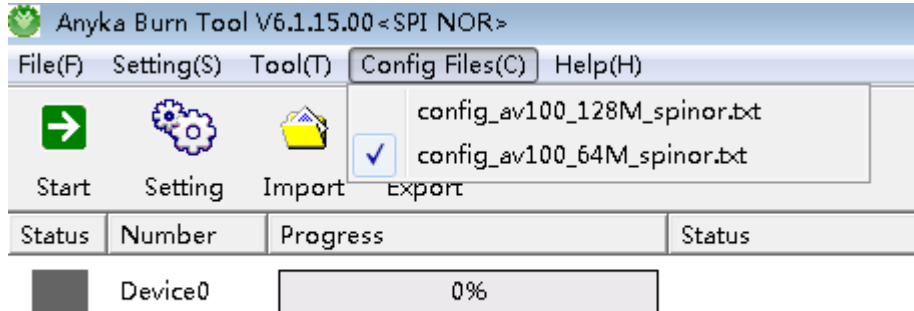 Anyka Burn Tool V6.1.15.00<SPI NOR>
File(F) Setting(S) Tool(T) Config Files(C) Help(H)
config_av100_128M_spinor.txt
config_av100_64M_spinor.txt
Start Setting Import Export
Status Number Progress Status
Device0 0%